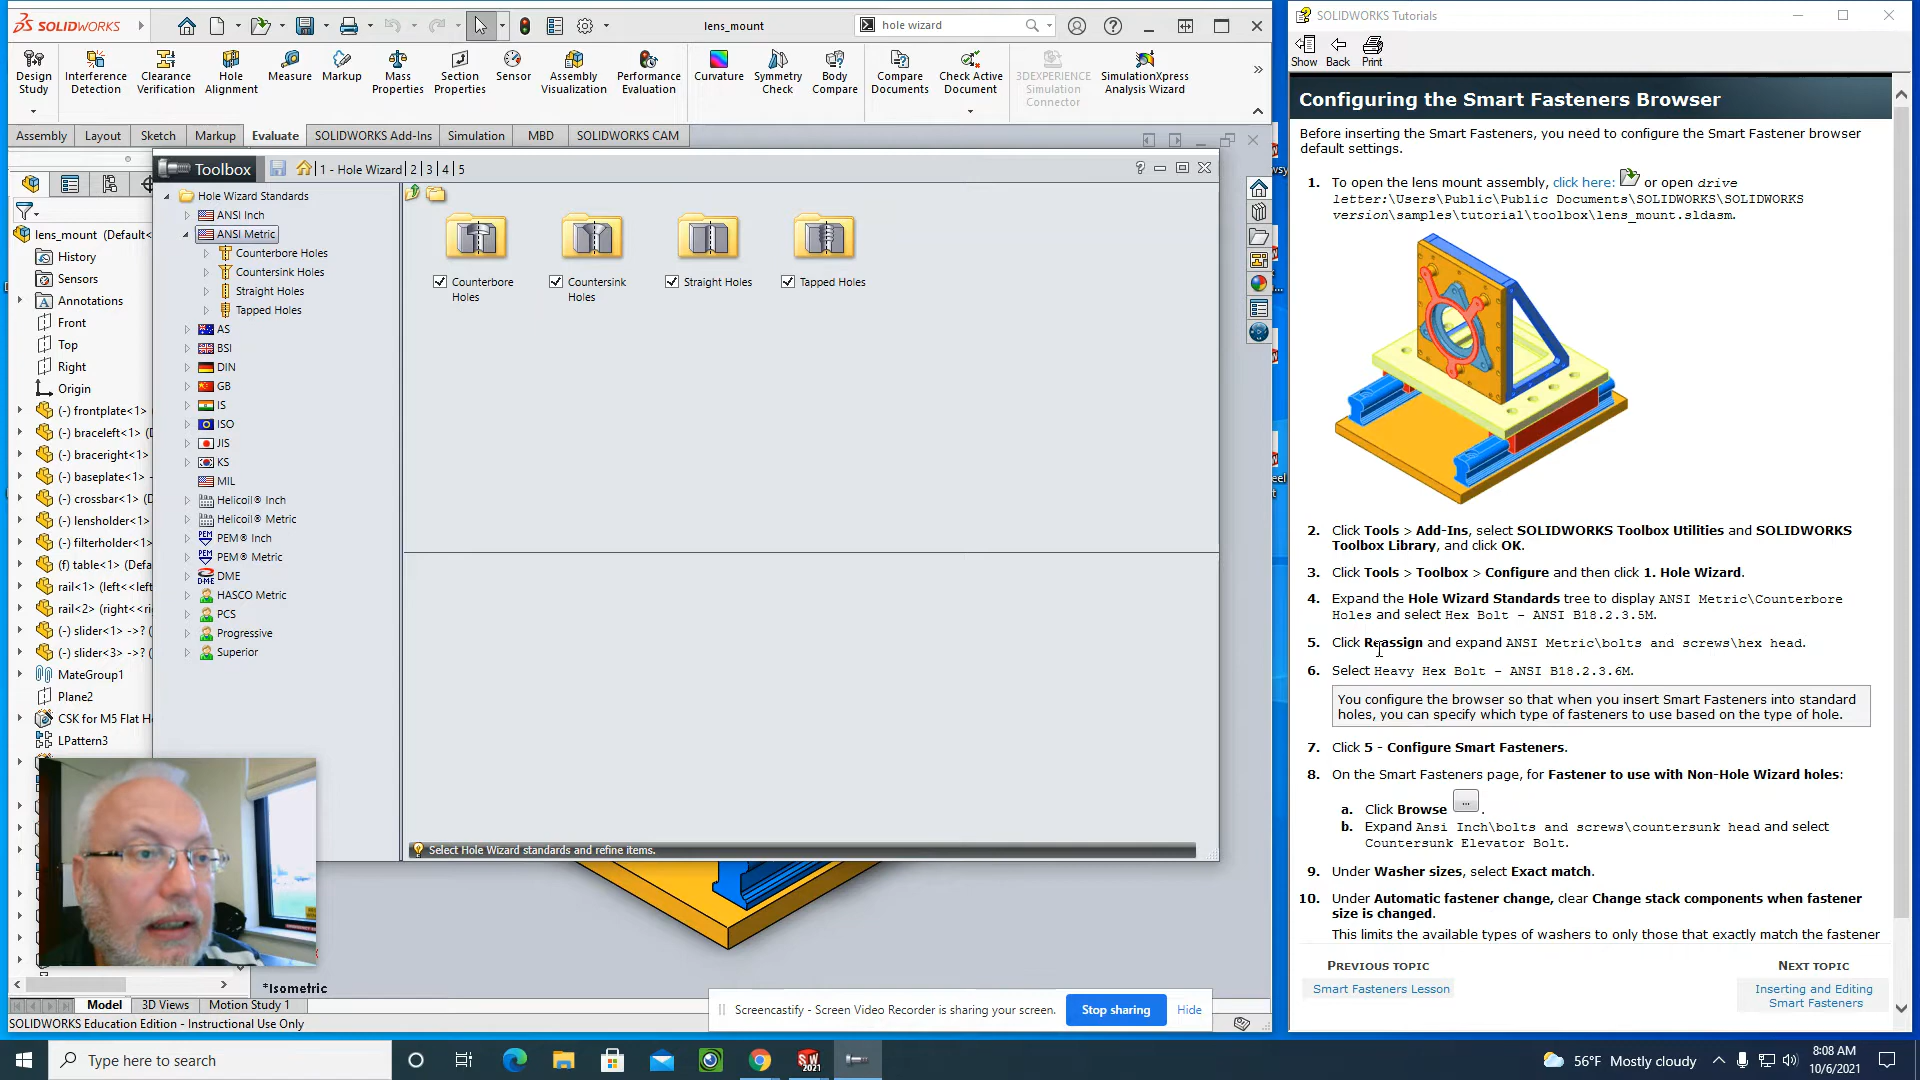 SOLIDWORKS
lens_mount
hole wizard
Design Study
Interference Detection
Clearance Verification
Hole Alignment
Measure
Markup
Mass Properties
Section Properties
Sensor
Assembly Visualization
Performance Evaluation
Curvature
Symmetry Check
Body Compare
Compare Documents
Check Active Document
3DEXPERIENCE Simulation Connector
SimulationXpress Analysis Wizard
Assembly
Layout
Sketch
Markup
Evaluate
SOLIDWORKS Add-Ins
Simulation
MBD
SOLIDWORKS CAM
lens_mount (Default<
History
Sensors
Annotations
Front
Top
Right
Origin
(-) frontplate<1> (
(-) braceleft<1> (D
(-) braceright<1>
(-) baseplate<1>
(-) crossbar<1> (D
(-) lensholder<1>
(-) filterholder<1>
(f) table<1> (Defa
rail<1> (left<<left
rail<2> (right<<rig
(-) slider<1> ->? (
(-) slider<3> ->? (
MateGroup1
Plane2
CSK for M5 Flat H
LPattern3
Toolbox
1 - Hole Wizard | 2 | 3 | 4 | 5
Hole Wizard Standards
ANSI Inch
ANSI Metric
Counterbore Holes
Countersink Holes
Straight Holes
Tapped Holes
AS
BSI
DIN
GB
IS
ISO
JIS
KS
MIL
Helicoil® Inch
Helicoil® Metric
PEM® Inch
PEM® Metric
DME
HASCO Metric
PCS
Progressive
Superior
Counterbore Holes
Countersink Holes
Straight Holes
Tapped Holes
Select Hole Wizard standards and refine items.
*Isometric
Model
3D Views
Motion Study 1
SOLIDWORKS Education Edition - Instructional Use Only
Screencastify - Screen Video Recorder is sharing your screen.
Stop sharing
Hide
SOLIDWORKS Tutorials
Show
Back
Print
Configuring the Smart Fasteners Browser
Before inserting the Smart Fasteners, you need to configure the Smart Fastener browser
default settings.
1. To open the lens mount assembly, click here: or open drive
letter:\Users\Public\Public Documents\SOLIDWORKS\SOLIDWORKS
version\samples\tutorial\toolbox\lens_mount.sldasm.
2. Click Tools > Add-Ins, select SOLIDWORKS Toolbox Utilities and SOLIDWORKS
Toolbox Library, and click OK.
3. Click Tools > Toolbox > Configure and then click 1. Hole Wizard.
4. Expand the Hole Wizard Standards tree to display ANSI Metric\Counterbore
Holes and select Hex Bolt - ANSI B18.2.3.5M.
5. Click Reassign and expand ANSI Metric\bolts and screws\hex head.
6. Select Heavy Hex Bolt - ANSI B18.2.3.6M.
You configure the browser so that when you insert Smart Fasteners into standard
holes, you can specify which type of fasteners to use based on the type of hole.
7. Click 5 - Configure Smart Fasteners.
8. On the Smart Fasteners page, for Fastener to use with Non-Hole Wizard holes:
a. Click Browse ... .
b. Expand Ansi Inch\bolts and screws\countersunk head and select
Countersunk Elevator Bolt.
9. Under Washer sizes, select Exact match.
10. Under Automatic fastener change, clear Change stack components when fastener
size is changed.
This limits the available types of washers to only those that exactly match the fastener
PREVIOUS TOPIC
Smart Fasteners Lesson
NEXT TOPIC
Inserting and Editing
Smart Fasteners
Type here to search
SW 2021
56°F Mostly cloudy
8:08 AM
10/6/2021